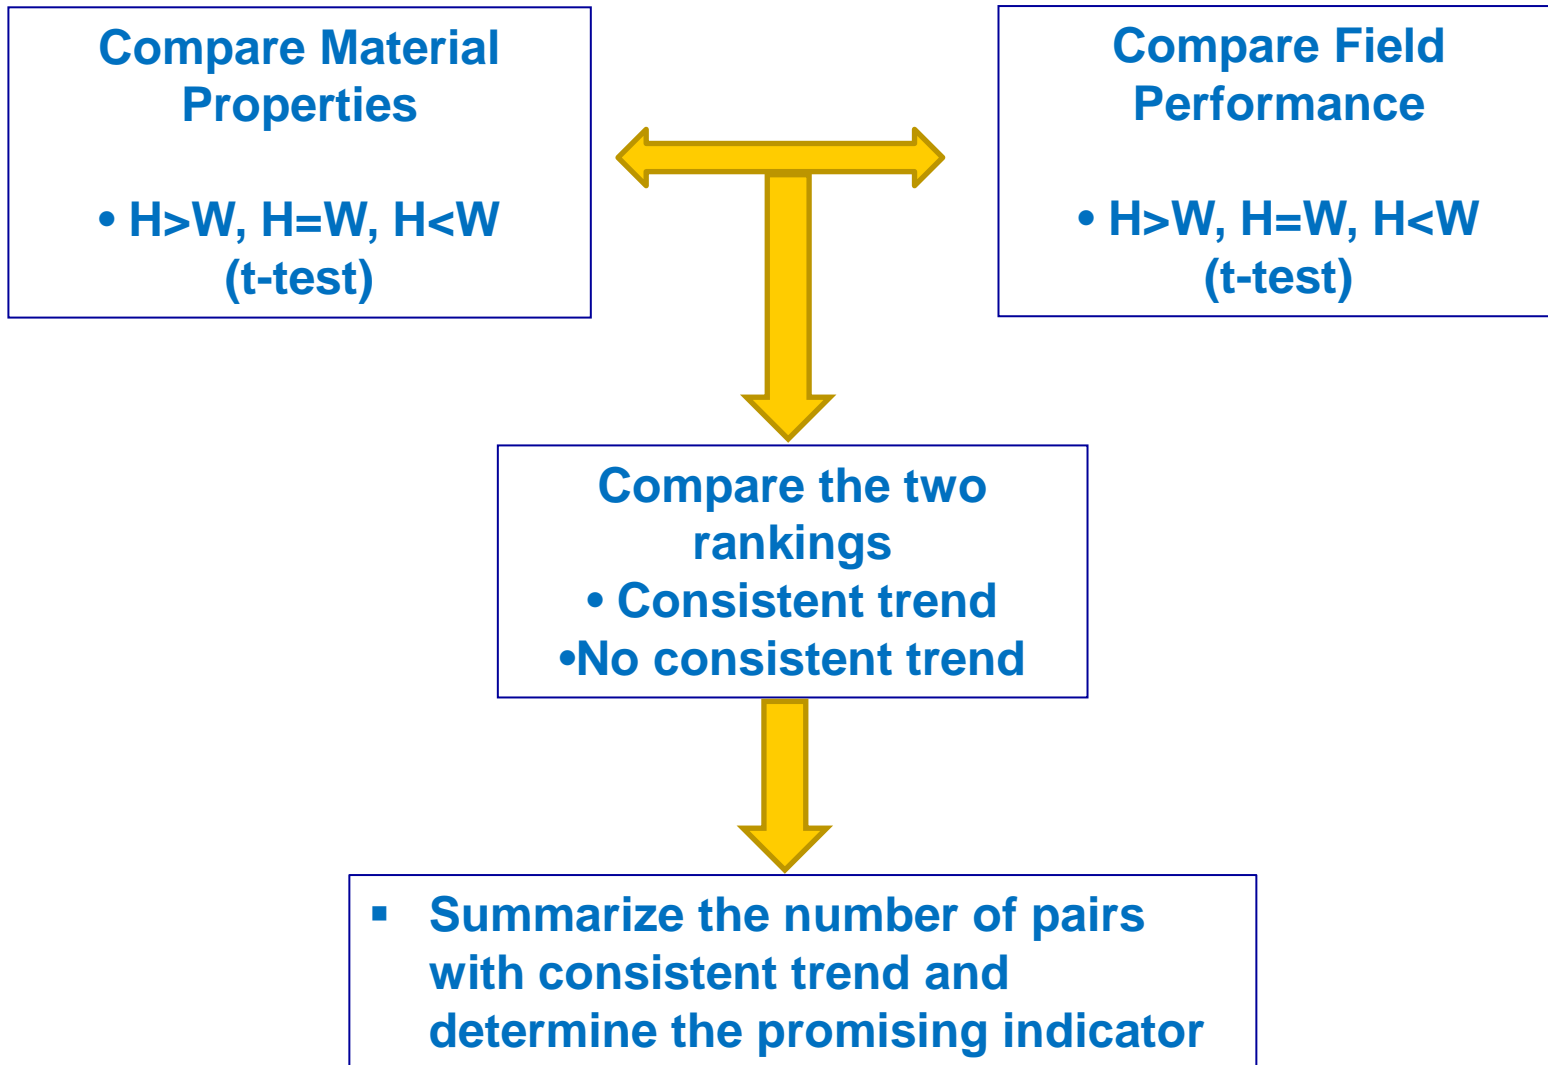 Compare Material
Properties
• H>W, H=W, H<W
(t-test)
Compare Field
Performance
• H>W, H=W, H<W
(t-test)
Compare the two
rankings
• Consistent trend
•No consistent trend
▪ Summarize the number of pairs
with consistent trend and
determine the promising indicator